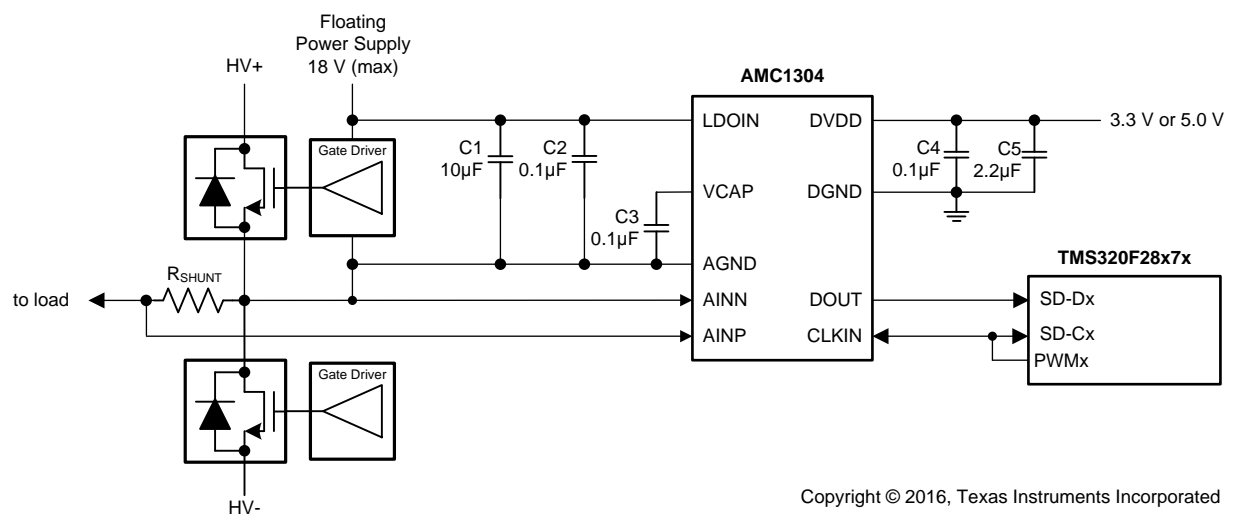 Floating
Power Supply
18 V (max)
HV+
AMC1304
Gate Driver
LDOIN
DVDD
3.3 V or 5.0 V
C1
10µF
C2
0.1µF
C4
0.1µF
C5
2.2µF
VCAP
DGND
C3
0.1µF
AGND
TMS320F28x7x
RSHUNT
to load
AINN
DOUT
SD-Dx
AINP
CLKIN
SD-Cx
PWMx
Gate Driver
HV-
Copyright © 2016, Texas Instruments Incorporated